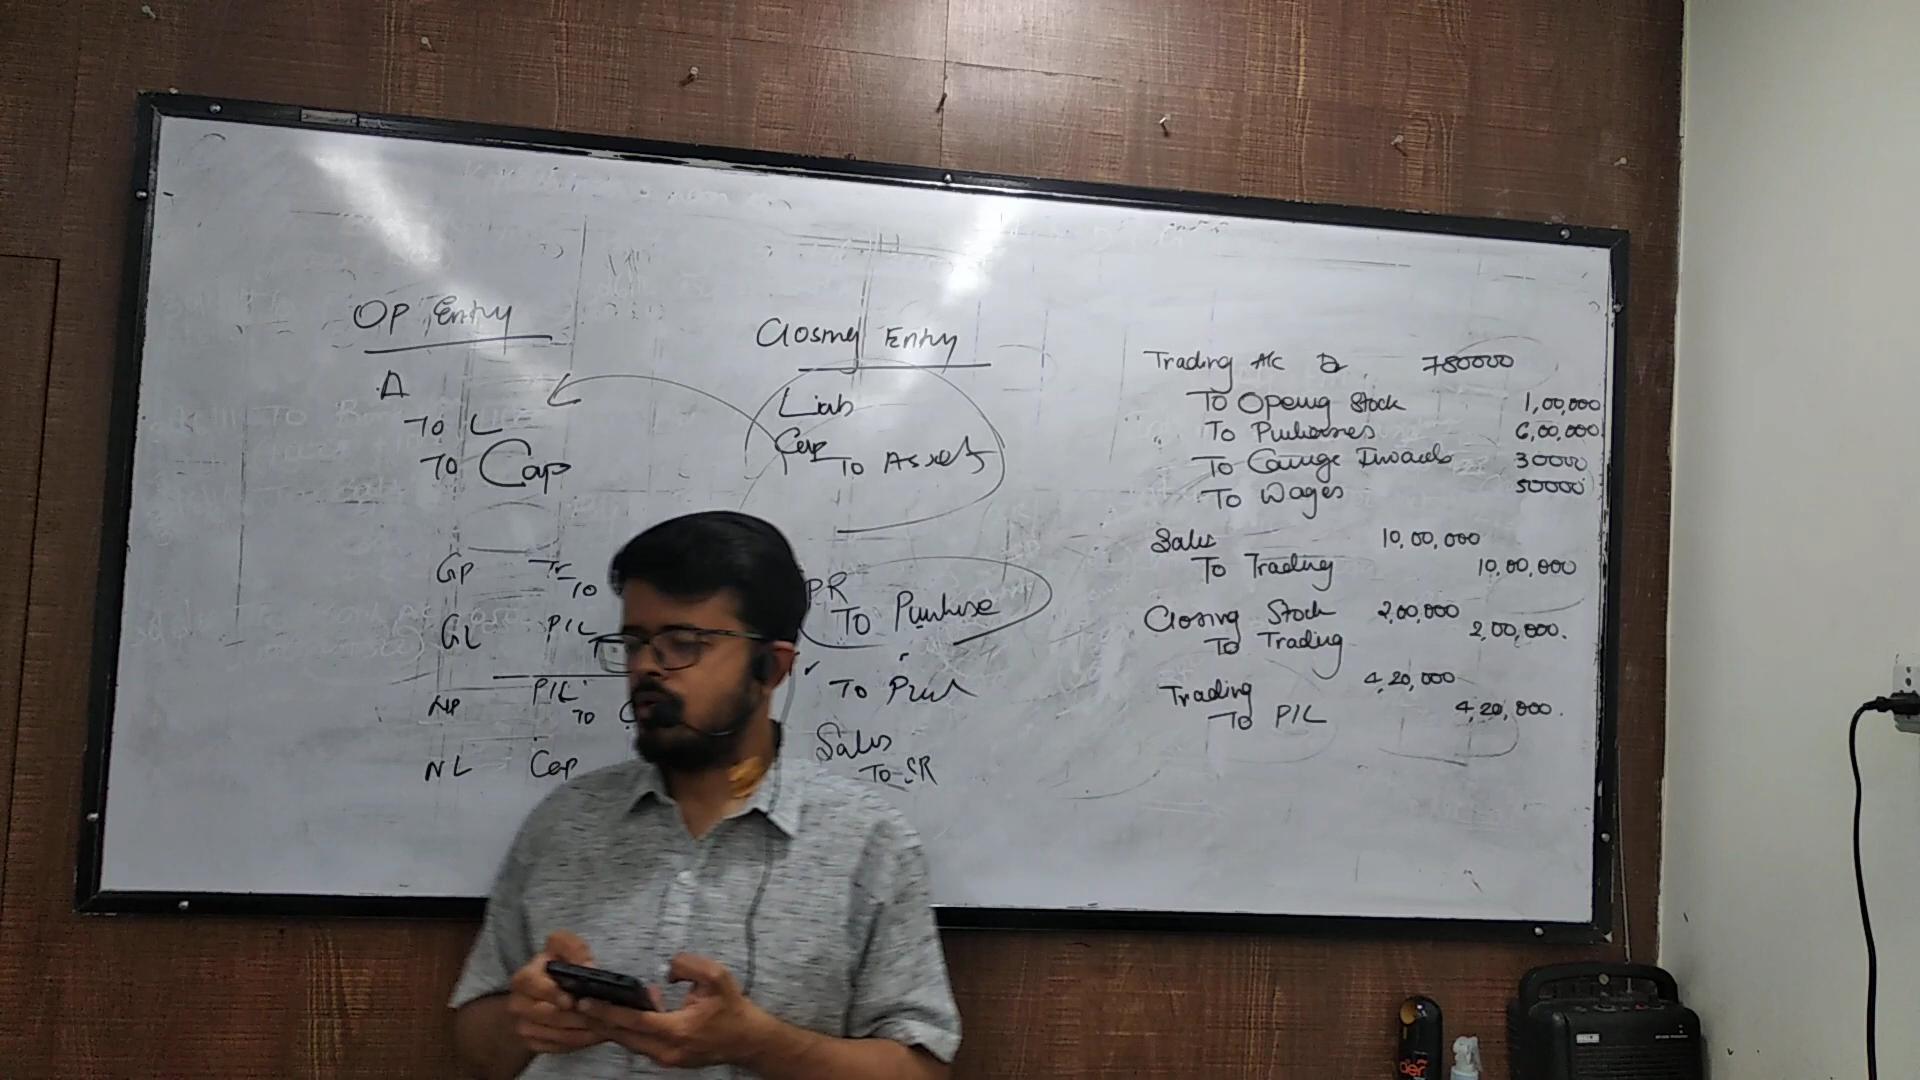 OP Entry
A
To L
To Cap
GP Tr
To
GL P/L
NP P/L
To
NL Cap
Closing Entry
Liab
Cap
To Assets
PR
To Purchase
To Pur
Sales
To SR
Trading A/c Dr 780000
To Opening Stock 1,00,000
To Purchases 6,00,000
To Carriage Inwards 30000
To Wages 50000
Sales 10,00,000
To Trading 10,00,000
Closing Stock 2,00,000
To Trading 2,00,000.
Trading 4,20,000
To P/L 4,20,000.